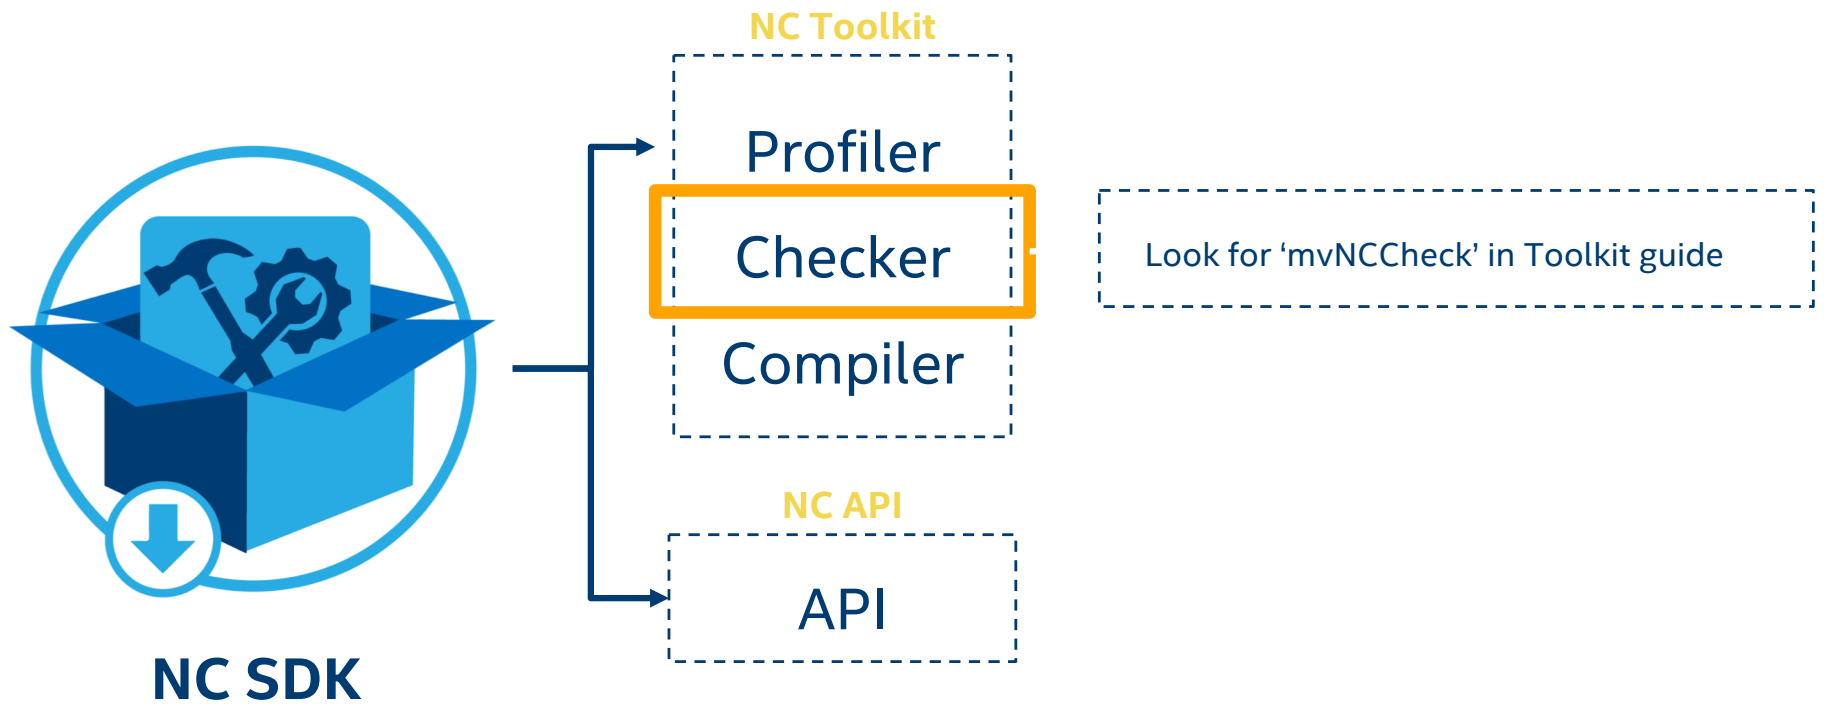 NC Toolkit
Profiler
Checker
Look for ‘mvNCCheck’ in Toolkit guide
Compiler
NC API
API
NC SDK